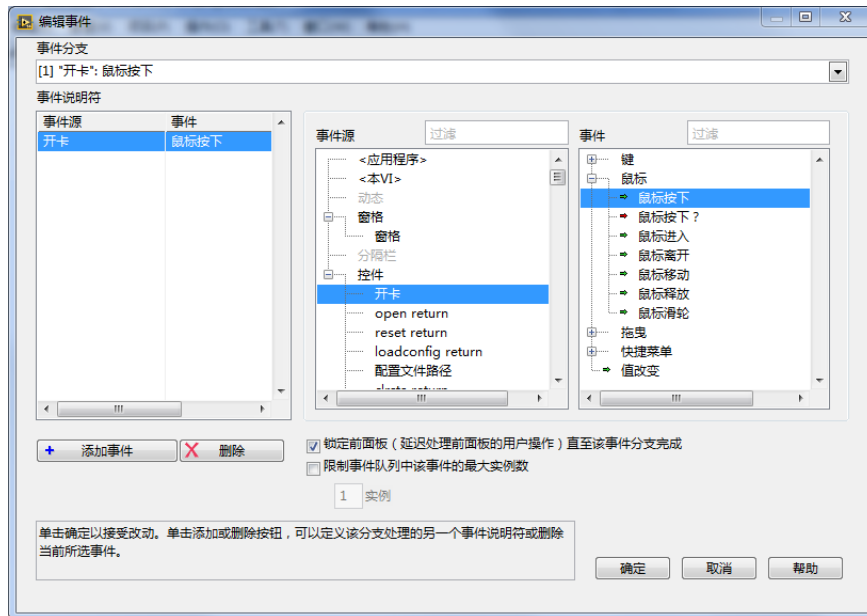 编辑事件
事件分支
[1] "开卡": 鼠标按下
事件说明符
事件源 事件
开卡 鼠标按下
事件源 过滤
<应用程序>
<本VI>
动态
窗格
窗格
分隔栏
控件
开卡
open return
reset return
loadconfig return
配置文件路径
事件 过滤
键
鼠标
鼠标按下
鼠标按下？
鼠标进入
鼠标离开
鼠标移动
鼠标释放
鼠标滑轮
拖曳
快捷菜单
值改变
添加事件 删除
锁定前面板（延迟处理前面板的用户操作）直至该事件分支完成
限制事件队列中该事件的最大实例数
1 实例
单击确定以接受改动。单击添加或删除按钮，可以定义该分支处理的另一个事件说明符或删除
当前所选事件。
确定 取消 帮助